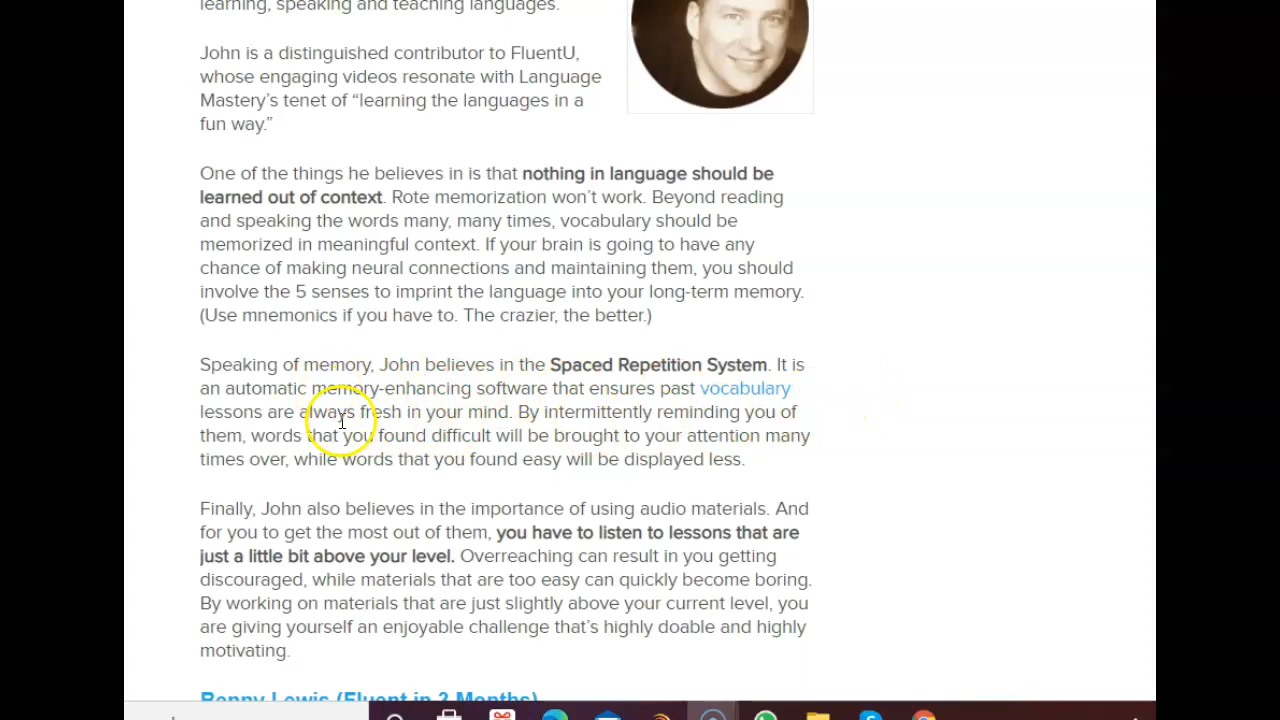 learning, speaking and teaching languages.
John is a distinguished contributor to FluentU,
whose engaging videos resonate with Language
Mastery’s tenet of “learning the languages in a
fun way.”
One of the things he believes in is that nothing in language should be
learned out of context. Rote memorization won’t work. Beyond reading
and speaking the words many, many times, vocabulary should be
memorized in meaningful context. If your brain is going to have any
chance of making neural connections and maintaining them, you should
involve the 5 senses to imprint the language into your long-term memory.
(Use mnemonics if you have to. The crazier, the better.)
Speaking of memory, John believes in the Spaced Repetition System. It is
an automatic memory-enhancing software that ensures past vocabulary
lessons are always fresh in your mind. By intermittently reminding you of
them, words that you found difficult will be brought to your attention many
times over, while words that you found easy will be displayed less.
Finally, John also believes in the importance of using audio materials. And
for you to get the most out of them, you have to listen to lessons that are
just a little bit above your level. Overreaching can result in you getting
discouraged, while materials that are too easy can quickly become boring.
By working on materials that are just slightly above your current level, you
are giving yourself an enjoyable challenge that’s highly doable and highly
motivating.
Benny Lewis (Fluent in 3 Months)